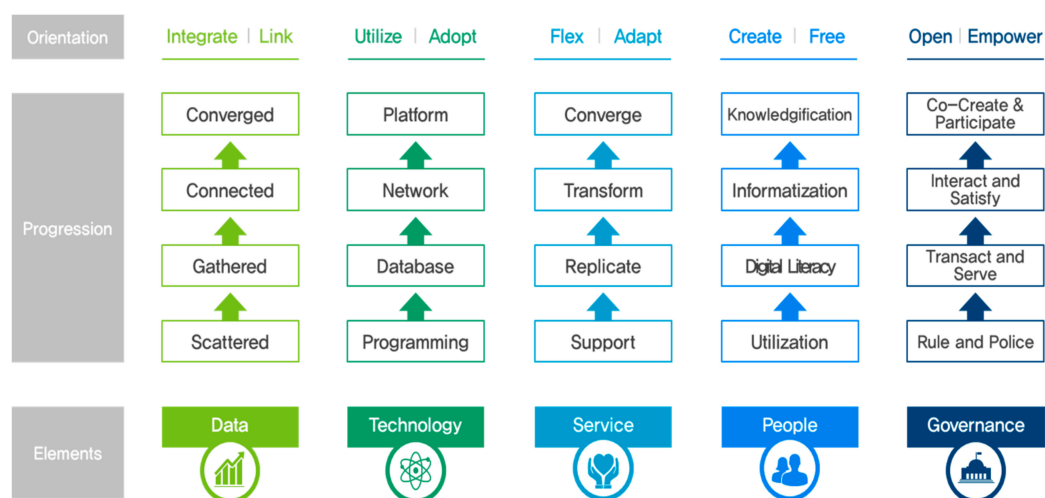 Orientation
Integrate | Link
Utilize | Adopt
Flex | Adapt
Create | Free
Open | Empower
Progression
Converged
Platform
Converge
Knowledgification
Co-Create &
Participate
Connected
Network
Transform
Informatization
Interact and
Satisfy
Gathered
Database
Replicate
Digital Literacy
Transact and
Serve
Scattered
Programming
Support
Utilization
Rule and Police
Elements
Data
Technology
Service
People
Governance